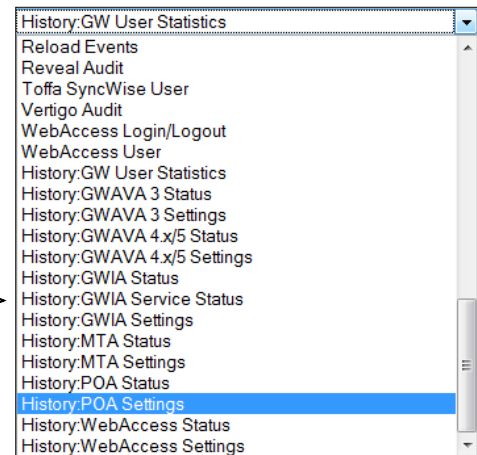 History:GW User Statistics
Reload Events
Reveal Audit
Toffa SyncWise User
Vertigo Audit
WebAccess Login/Logout
WebAccess User
History:GW User Statistics
History:GWAVA 3 Status
History:GWAVA 3 Settings
History:GWAVA 4.x/5 Status
History:GWAVA 4.x/5 Settings
History:GWIA Status
History:GWIA Service Status
History:GWIA Settings
History:MTA Status
History:MTA Settings
History:POA Status
History:POA Settings
History:WebAccess Status
History:WebAccess Settings